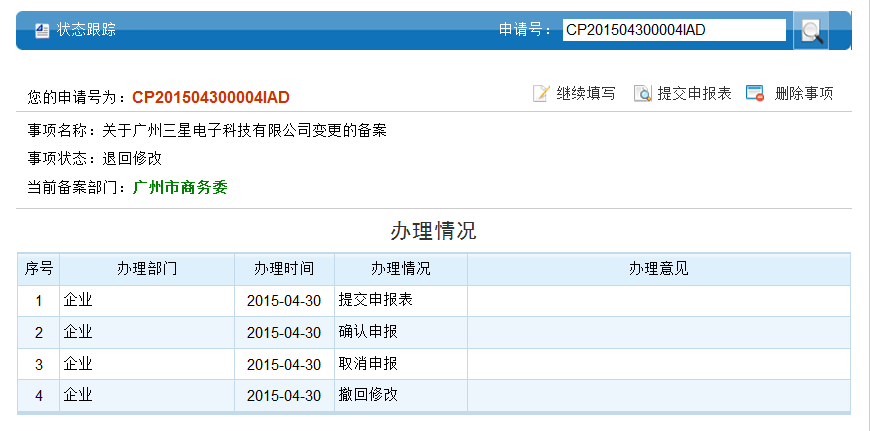 状态跟踪 申请号： CP201504300004IAD
您的申请号为：CP201504300004IAD 继续填写 提交申报表 删除事项
事项名称：关于广州三星电子科技有限公司变更的备案
事项状态：退回修改
当前备案部门：广州市商务委
办理情况
序号 办理部门 办理时间 办理情况 办理意见
1 企业 2015-04-30 提交申报表
2 企业 2015-04-30 确认申报
3 企业 2015-04-30 取消申报
4 企业 2015-04-30 撤回修改